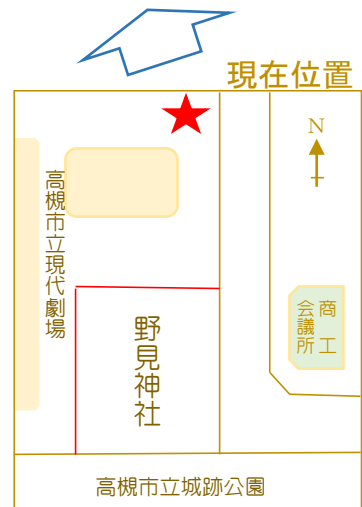 現在位置
N
高槻市立現代劇場
商工
会議所
野見神社
高槻市立城跡公園